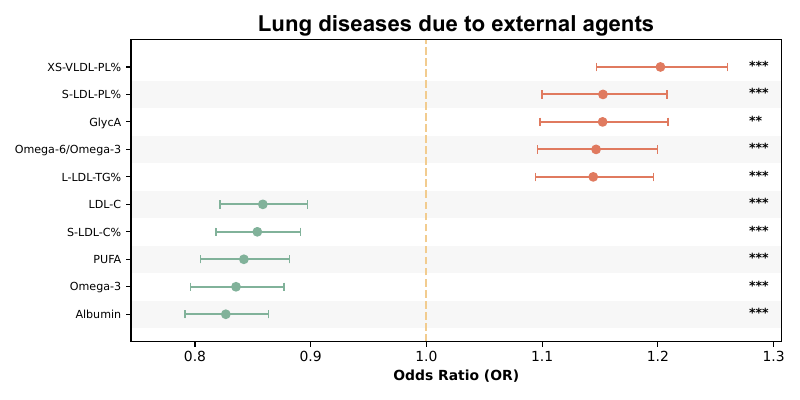 Lung diseases due to external agents
XS-VLDL-PL% ***
S-LDL-PL% ***
GlycA **
Omega-6/Omega-3 ***
L-LDL-TG% ***
LDL-C ***
S-LDL-C% ***
PUFA ***
Omega-3 ***
Albumin ***
0.8 0.9 1.0 1.1 1.2 1.3
Odds Ratio (OR)